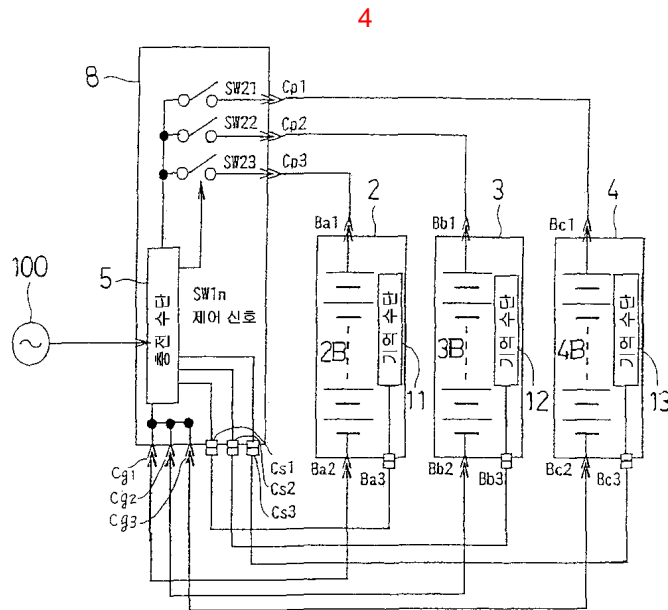 4
8
SW21
Cp1
SW22
Cp2
SW23
Cp3
2
3
4
Ba1
Bb1
Bc1
5
100
충전 수단
SW1n
제어 신호
2B
3B
4B
기억 수단
기억 수단
기억 수단
11
12
13
Cg1
Cg2
Cg3
Cs1
Cs2
Cs3
Ba2
Ba3
Bb2
Bb3
Bc2
Bc3